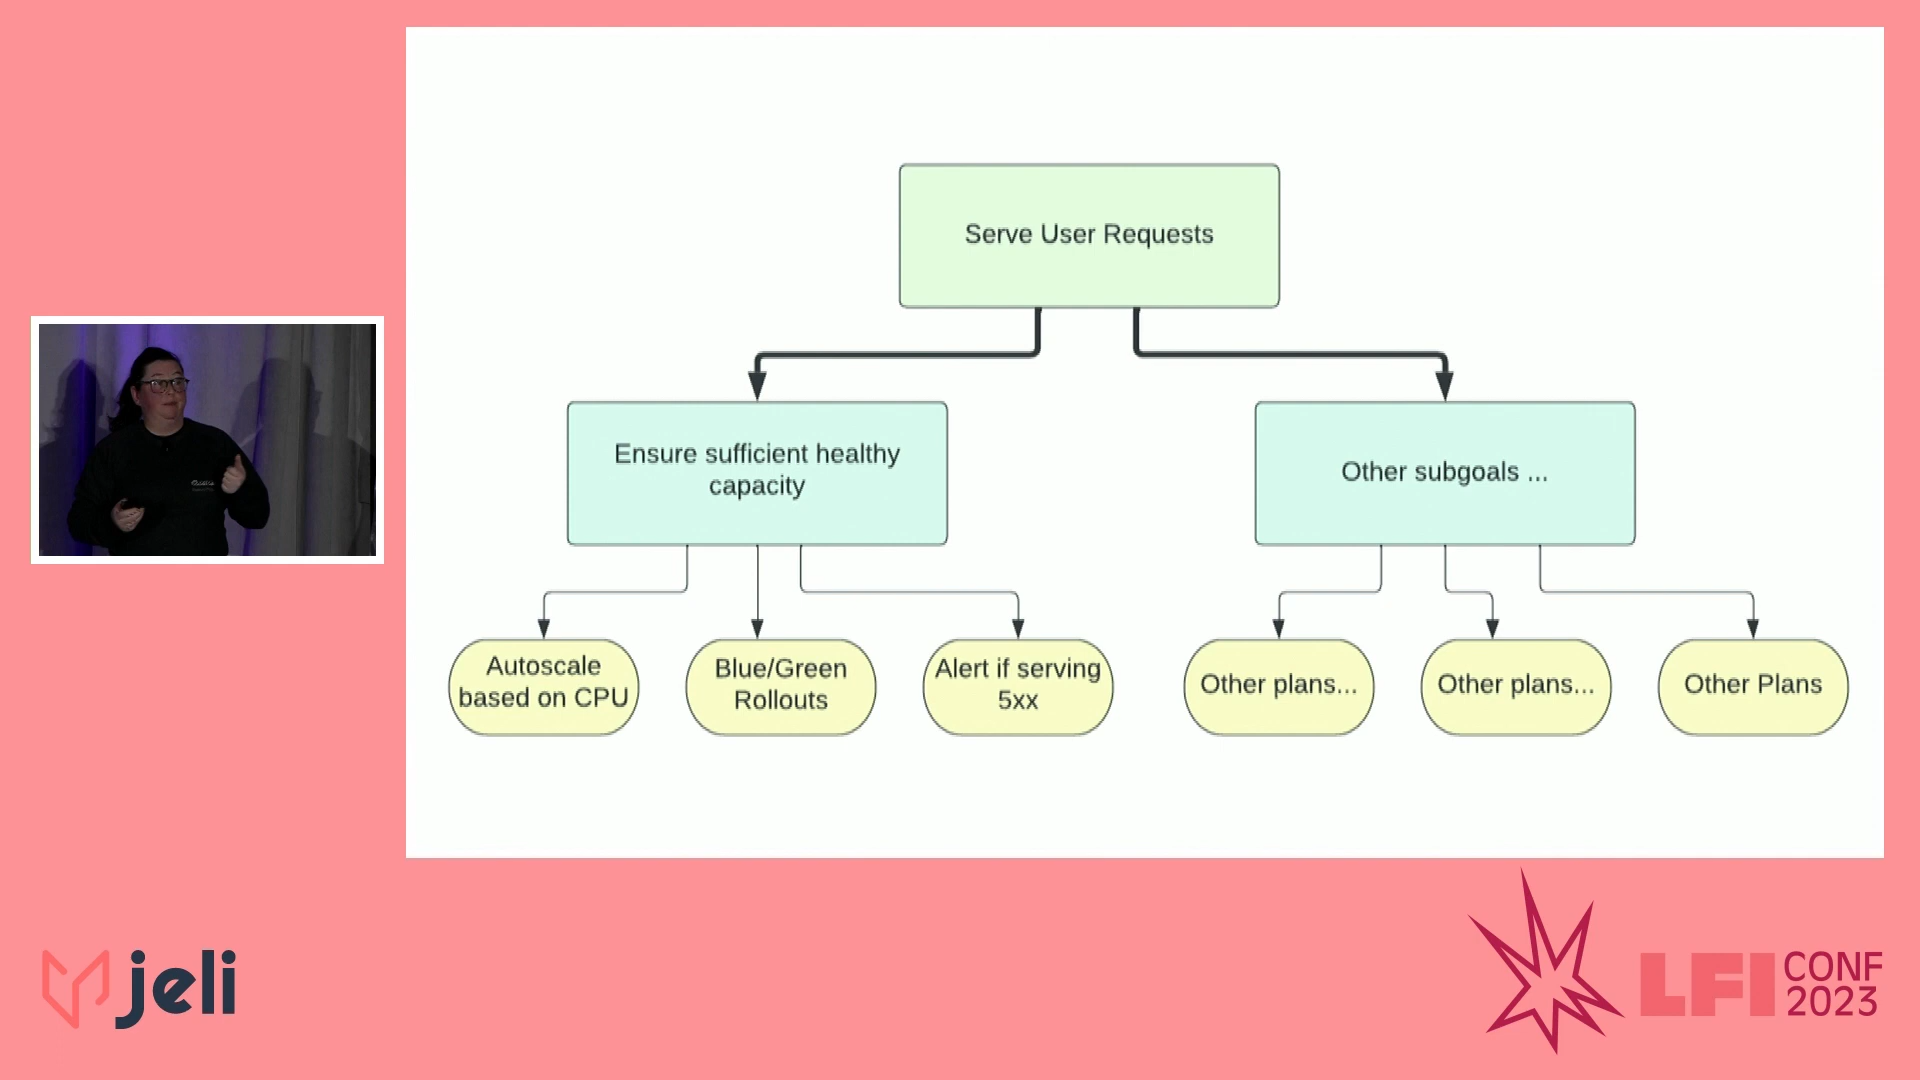 Serve User Requests
Ensure sufficient healthy
capacity
Other subgoals ...
Autoscale
based on CPU
Blue/Green
Rollouts
Alert if serving
5xx
Other plans...
Other plans...
Other Plans
jeli
LFI CONF
2023